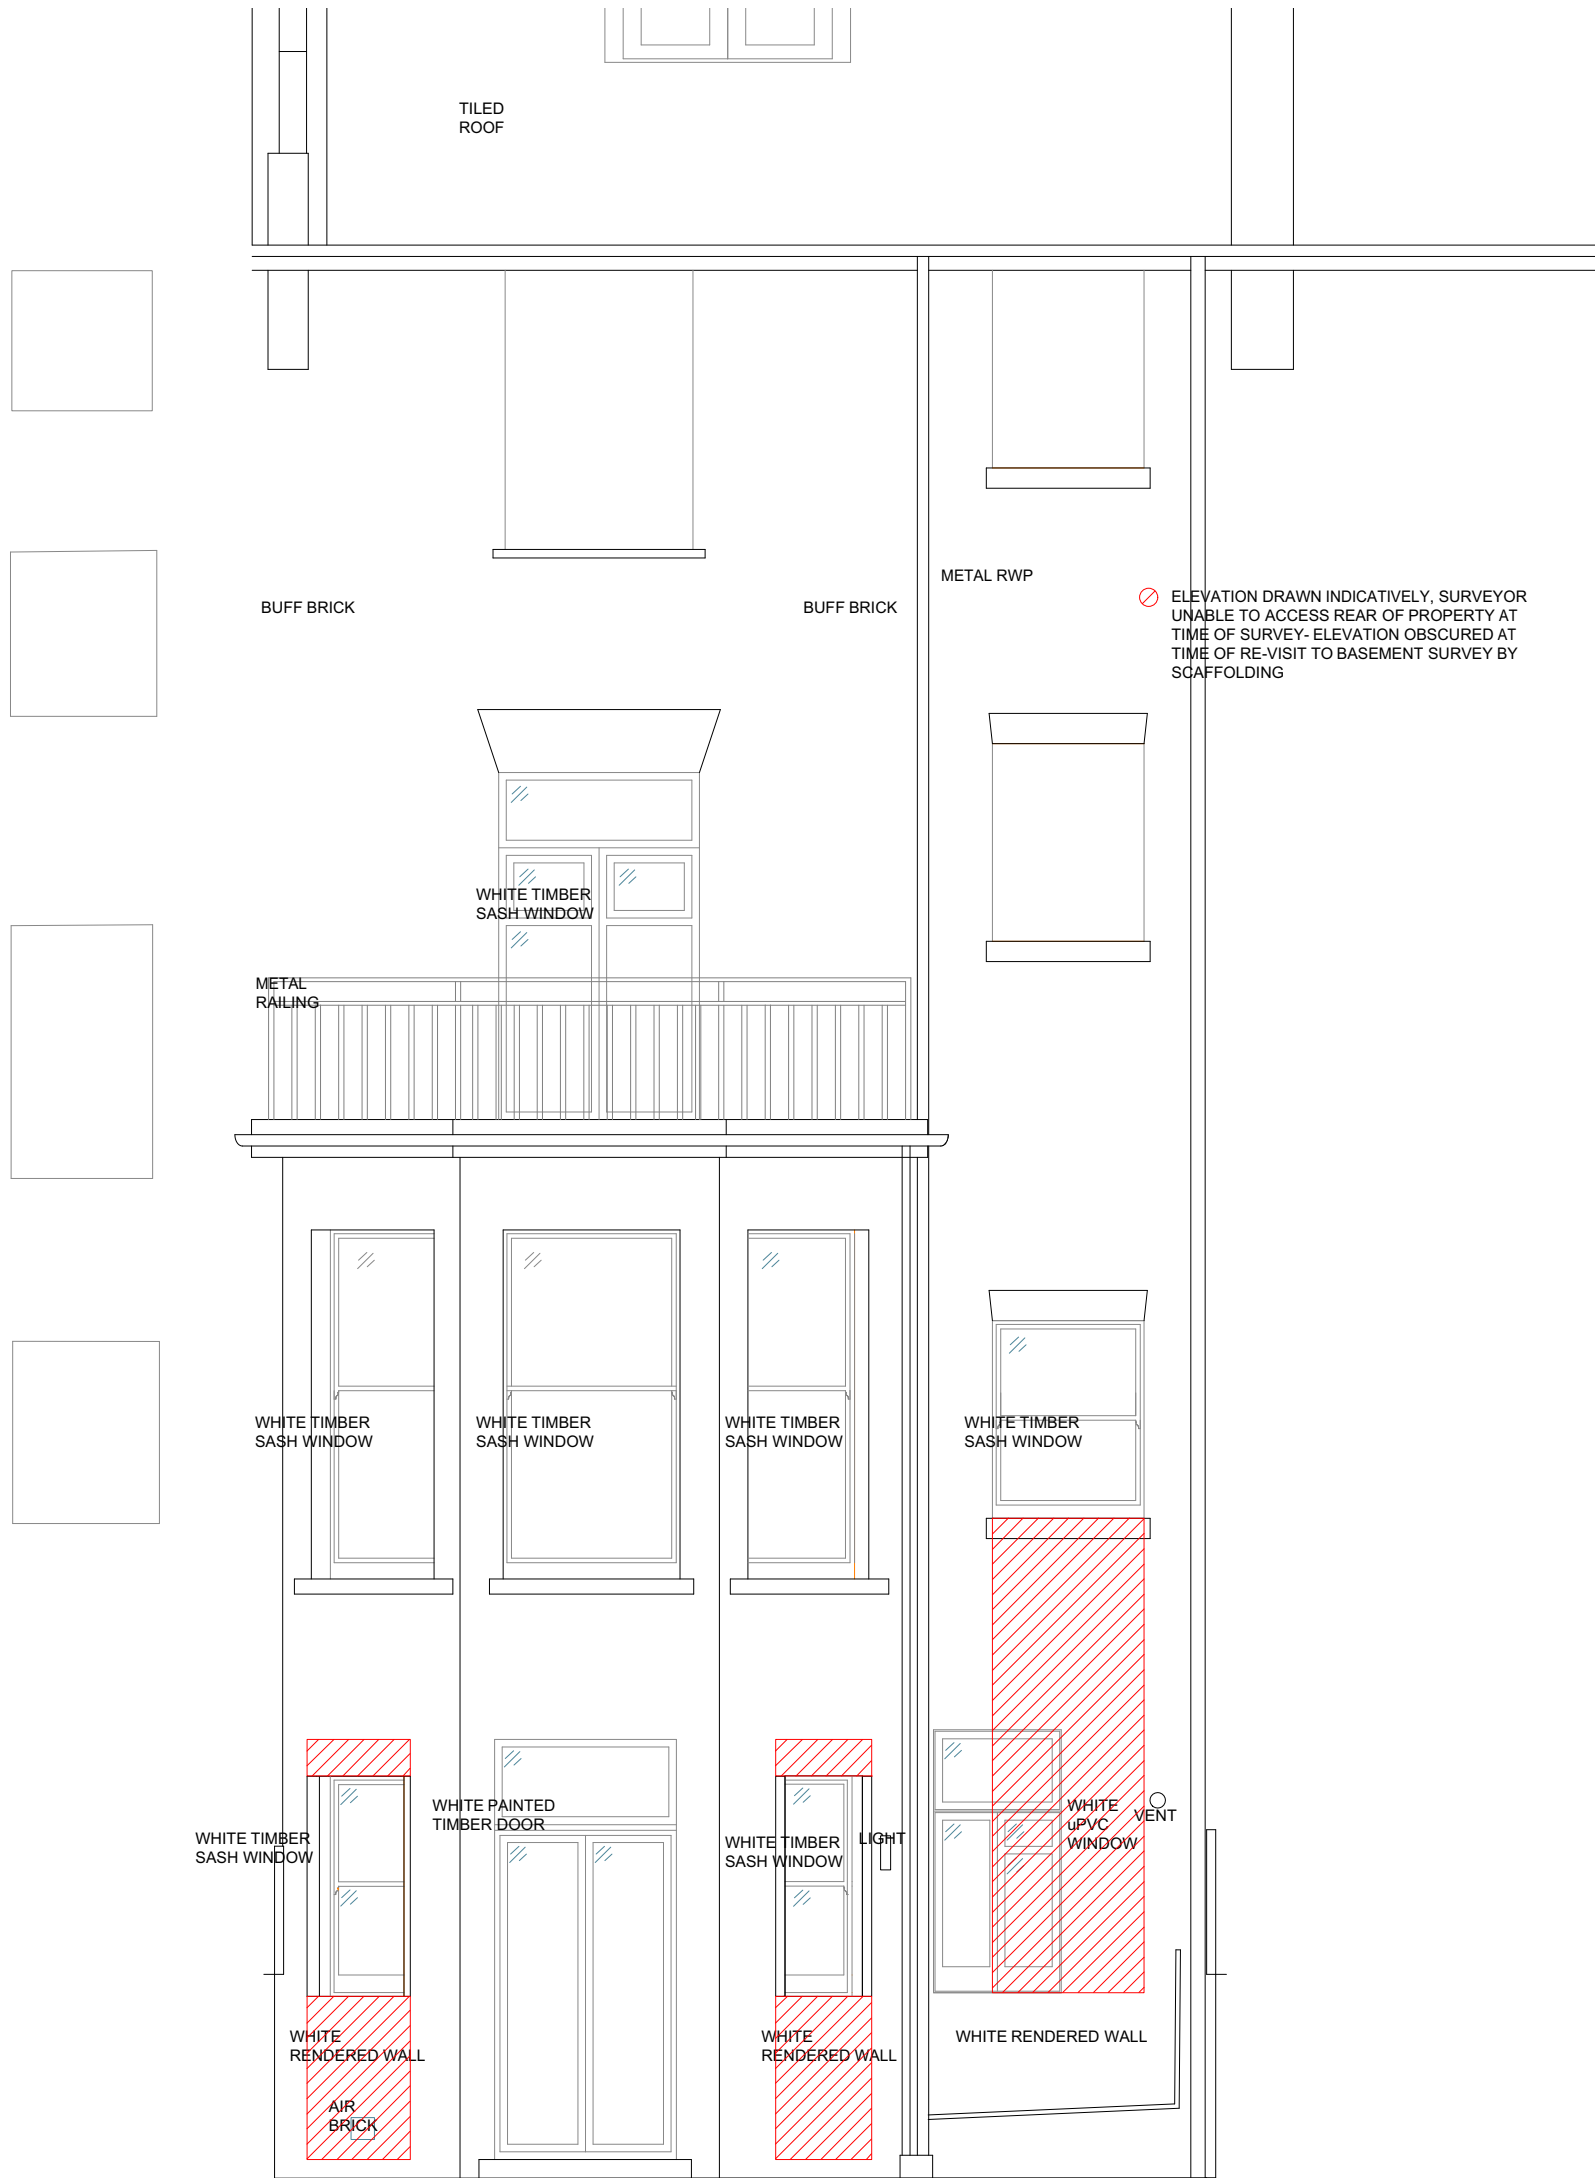 TILED
ROOF
METAL RWP
BUFF BRICK
BUFF BRICK
ELEVATION DRAWN INDICATIVELY, SURVEYOR
UNABLE TO ACCESS REAR OF PROPERTY AT
TIME OF SURVEY- ELEVATION OBSCURED AT
TIME OF RE-VISIT TO BASEMENT SURVEY BY
SCAFFOLDING
WHITE TIMBER
SASH WINDOW
METAL
RAILING
WHITE TIMBER
SASH WINDOW
WHITE TIMBER
SASH WINDOW
WHITE TIMBER
SASH WINDOW
WHITE TIMBER
SASH WINDOW
WHITE TIMBER
SASH WINDOW
WHITE PAINTED
TIMBER DOOR
WHITE TIMBER
SASH WINDOW
LIGHT
WHITE
uPVC
WINDOW
VENT
WHITE
RENDERED WALL
WHITE
RENDERED WALL
WHITE RENDERED WALL
AIR
BRICK